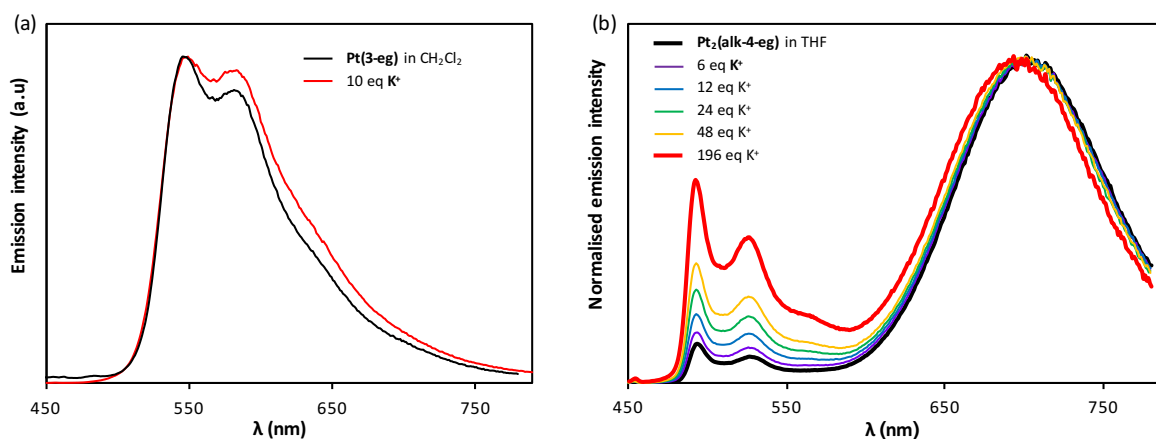 (a)
Emission intensity (a.u)
Pt(3-eg) in CH₂Cl₂
10 eq K⁺
450
550
650
750
λ (nm)
(b)
Normalised emission intensity
Pt₂(alk-4-eg) in THF
6 eq K⁺
12 eq K⁺
24 eq K⁺
48 eq K⁺
196 eq K⁺
450
550
650
750
λ (nm)